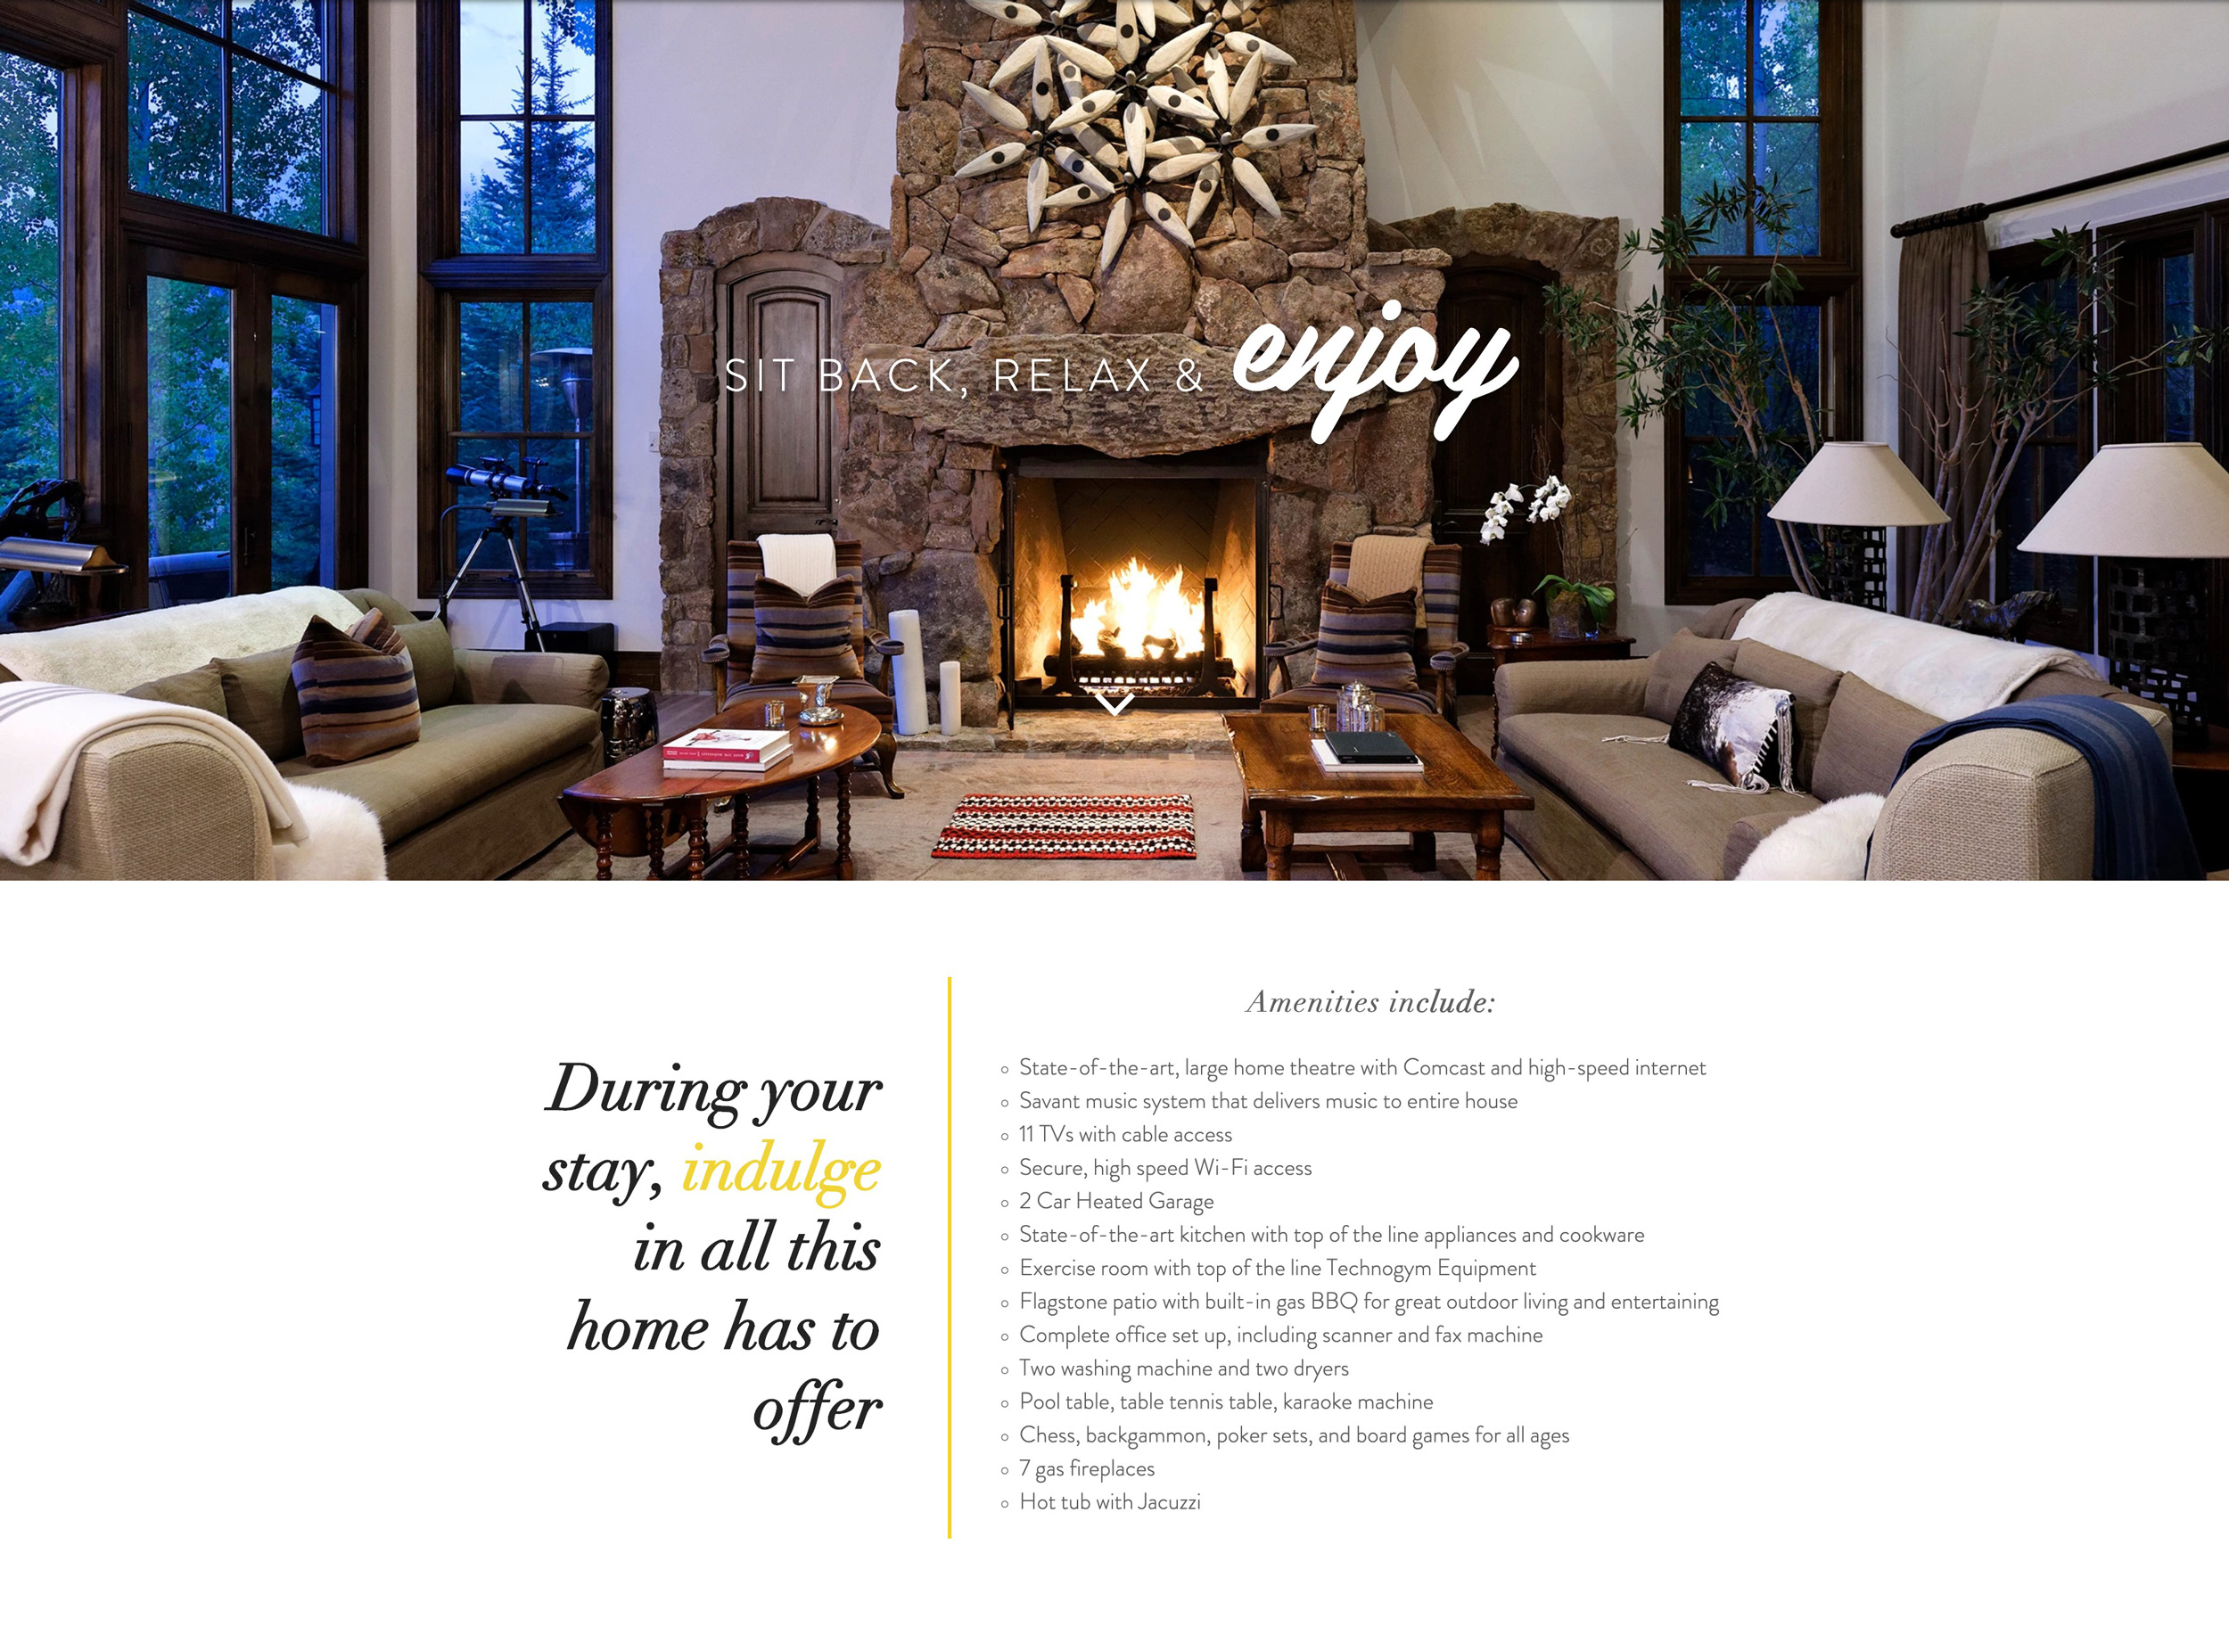 SIT BACK, RELAX & enjoy
During your
stay, indulge
in all this
home has to
offer
Amenities include:
State-of-the-art, large home theatre with Comcast and high-speed internet
Savant music system that delivers music to entire house
11 TVs with cable access
Secure, high speed Wi-Fi access
2 Car Heated Garage
State-of-the-art kitchen with top of the line appliances and cookware
Exercise room with top of the line Technogym Equipment
Flagstone patio with built-in gas BBQ for great outdoor living and entertaining
Complete office set up, including scanner and fax machine
Two washing machine and two dryers
Pool table, table tennis table, karaoke machine
Chess, backgammon, poker sets, and board games for all ages
7 gas fireplaces
Hot tub with Jacuzzi